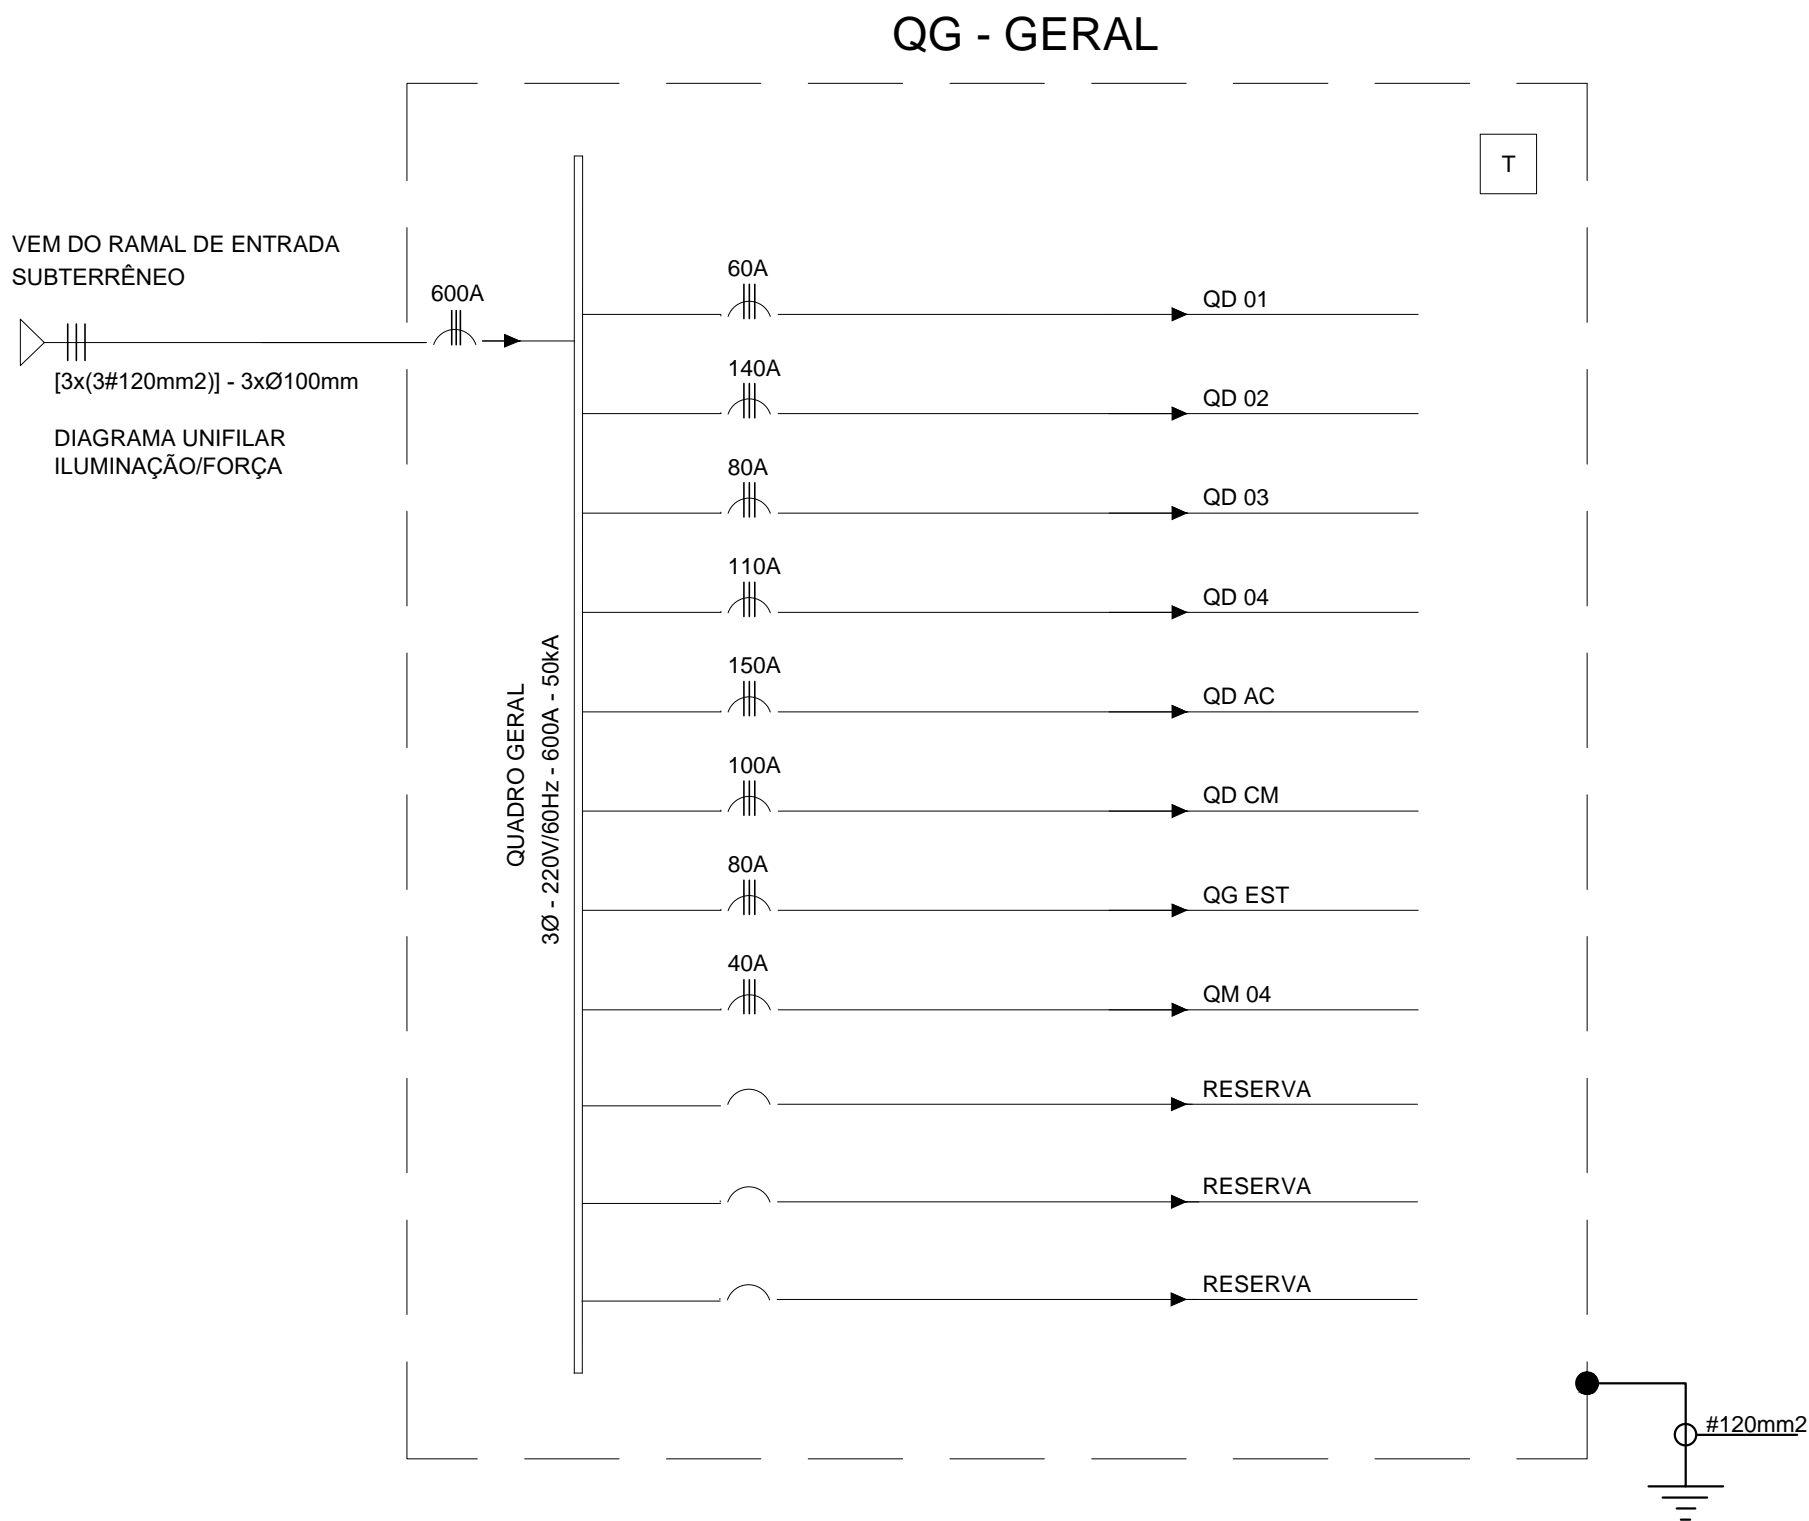 QG - GERAL
T
VEM DO RAMAL DE ENTRADA
SUBTERRÊNEO
600A
[3x(3#120mm2)] - 3xØ100mm
DIAGRAMA UNIFILAR
ILUMINAÇÃO/FORÇA
QUADRO GERAL
3Ø - 220V/60Hz - 600A - 50kA
60A
QD 01
140A
QD 02
80A
QD 03
110A
QD 04
150A
QD AC
100A
QD CM
80A
QG EST
40A
QM 04
RESERVA
RESERVA
RESERVA
#120mm2